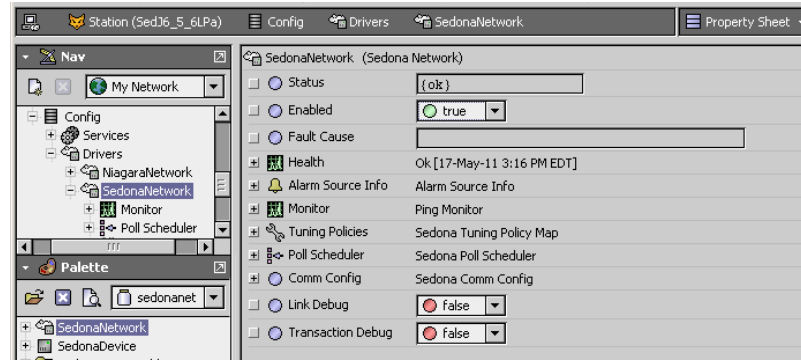 Station (SedJ6_5_6LPa) Config Drivers SedonaNetwork Property Sheet
Nav
My Network
Config
Services
Drivers
NiagaraNetwork
SedonaNetwork
Monitor
Poll Scheduler
Palette
sedonanet
SedonaNetwork
SedonaDevice
SedonaNetwork (Sedona Network)
Status {ok}
Enabled true
Fault Cause
Health Ok [17-May-11 3:16 PM EDT]
Alarm Source Info Alarm Source Info
Monitor Ping Monitor
Tuning Policies Sedona Tuning Policy Map
Poll Scheduler Sedona Poll Scheduler
Comm Config Sedona Comm Config
Link Debug false
Transaction Debug false